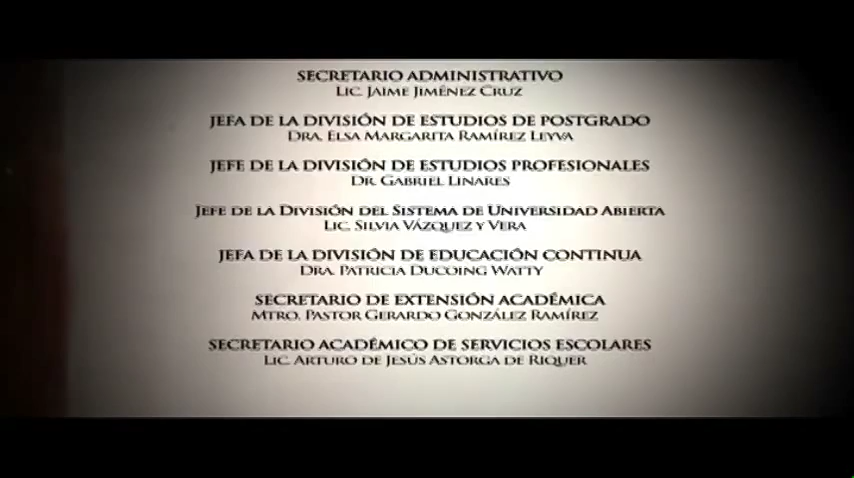 SECRETARIO ADMINISTRATIVO
LIC. JAIME JIMÉNEZ CRUZ
JEFA DE LA DIVISIÓN DE ESTUDIOS DE POSTGRADO
DRA. ELSA MARGARITA RAMÍREZ LEYVA
JEFE DE LA DIVISIÓN DE ESTUDIOS PROFESIONALES
DR. GABRIEL LINARES
JEFE DE LA DIVISIÓN DEL SISTEMA DE UNIVERSIDAD ABIERTA
LIC. SILVIA VÁZQUEZ Y VERA
JEFA DE LA DIVISIÓN DE EDUCACIÓN CONTINUA
DRA. PATRICIA DUCOING WATTY
SECRETARIO DE EXTENSIÓN ACADÉMICA
MTRO. PASTOR GERARDO GONZÁLEZ RAMÍREZ
SECRETARIO ACADÉMICO DE SERVICIOS ESCOLARES
LIC. ARTURO DE JESÚS ASTORGA DE RIQUER